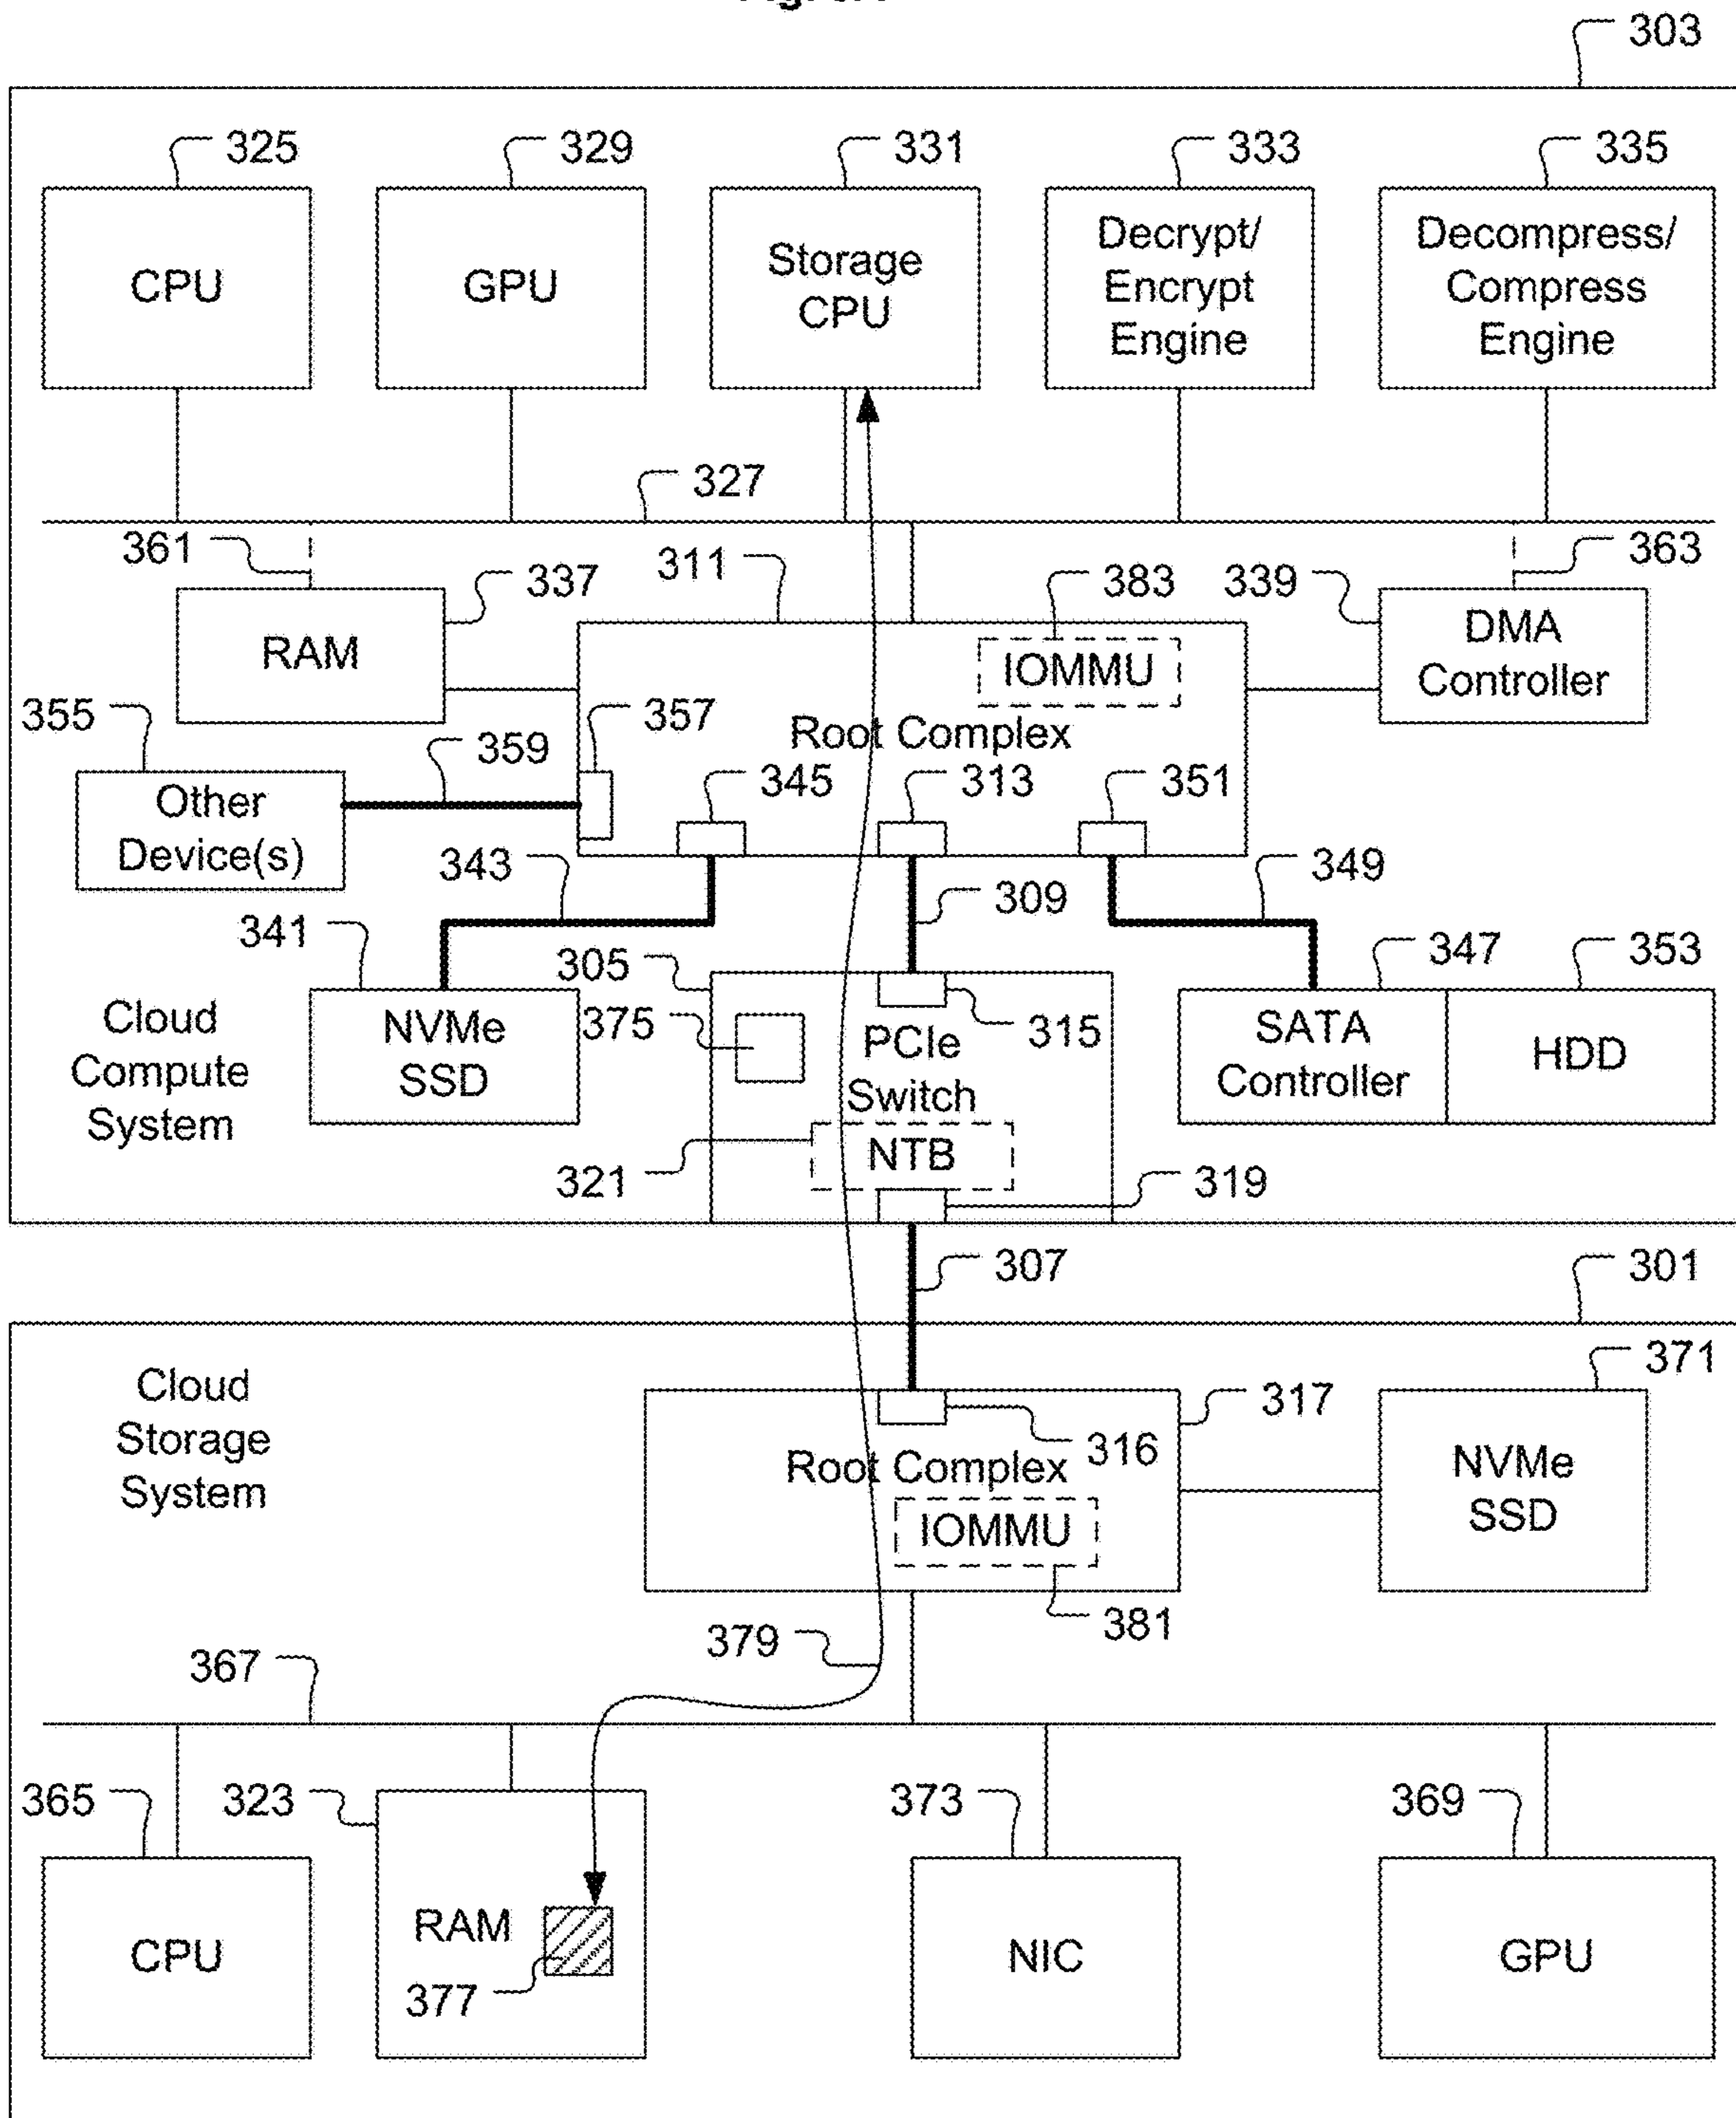 303
325
329
331
333
335
CPU
GPU
Storage
CPU
Decrypt/
Encrypt
Engine
Decompress/
Compress
Engine
327
361
337
311
383
339
363
RAM
IOMMU
DMA
Controller
355
357
Root Complex
359
345
313
351
Other
Device(s)
343
309
349
341
305
347
353
Cloud
Compute
System
NVMe
SSD
375
315
PCIe
Switch
SATA
Controller
HDD
321
NTB
319
307
301
Cloud
Storage
System
371
317
316
Root Complex
NVMe
SSD
IOMMU
381
379
367
365
323
373
369
CPU
RAM
377
NIC
GPU